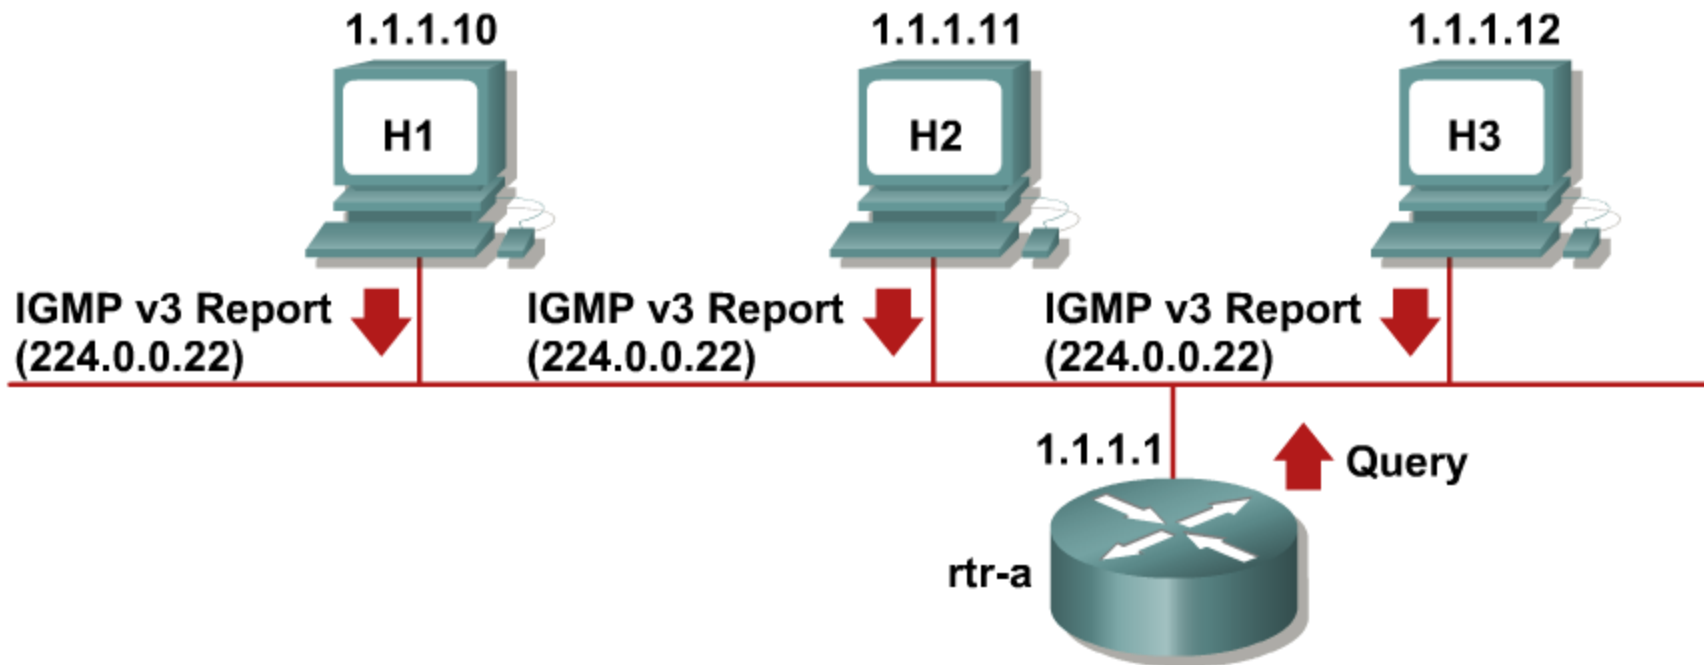 1.1.1.10
1.1.1.11
1.1.1.12
H1
H2
H3
IGMP v3 Report
(224.0.0.22)
IGMP v3 Report
(224.0.0.22)
IGMP v3 Report
(224.0.0.22)
1.1.1.1
Query
rtr-a